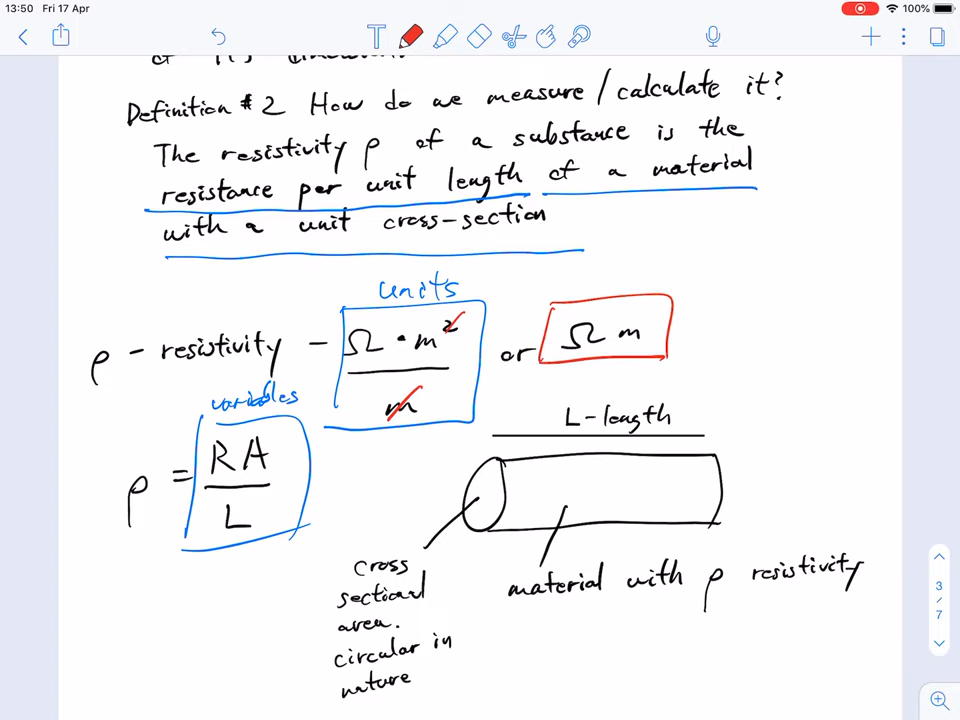 13:50 Fri 17 Apr
100%
of its
Definition # 2 How do we measure/calculate it?
The resistivity ρ of a substance is the
resistance per unit length of a material
with a unit cross-section
units
ρ - resistivity - Ω · m² / m or Ω m
variables
ρ = RA / L
L-length
cross
sectional
area.
circular in
nature
material with ρ resistivity
3
/
7